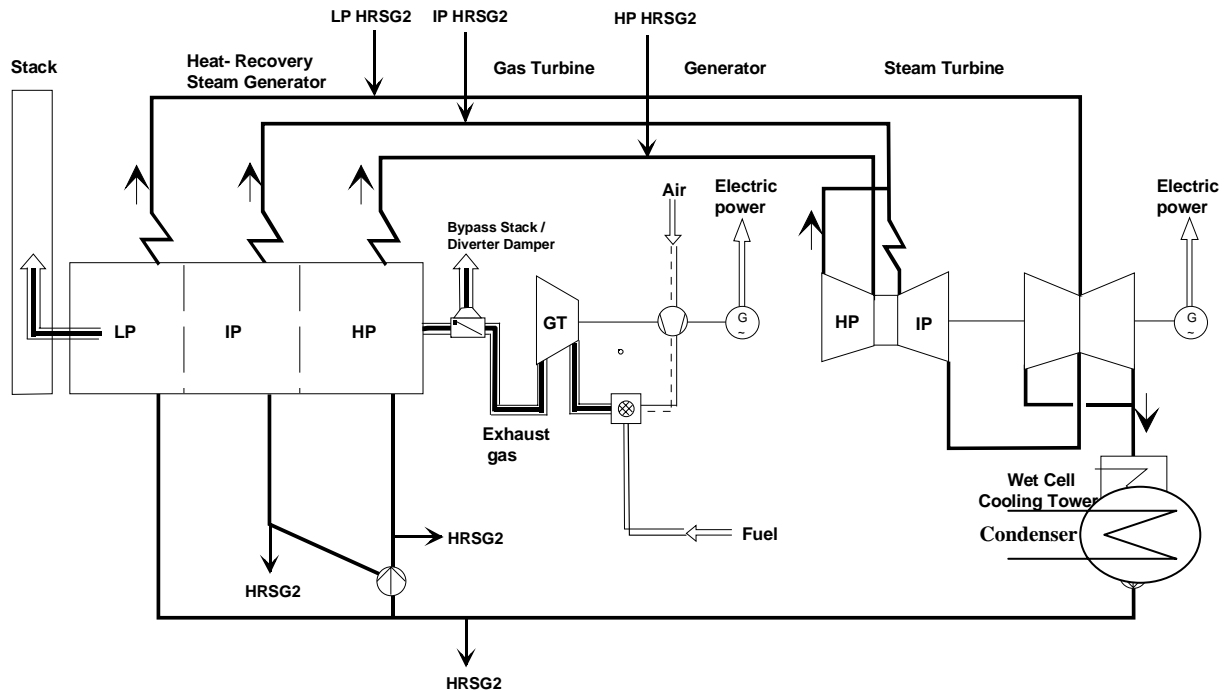 LP HRSG2
IP HRSG2
HP HRSG2
Stack
Heat- Recovery
Steam Generator
Gas Turbine
Generator
Steam Turbine
Air
Electric
power
Electric
power
Bypass Stack /
Diverter Damper
LP
IP
HP
GT
G
~
HP
IP
G
~
Exhaust
gas
Wet Cell
Cooling Tower
Condenser
Fuel
HRSG2
HRSG2
HRSG2